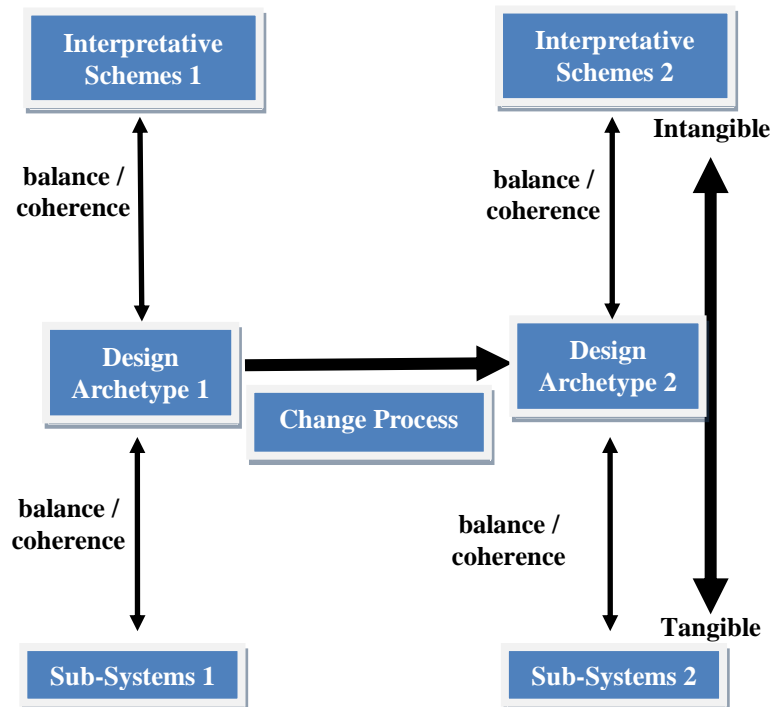 Interpretative
Schemes 1
Interpretative
Schemes 2
Intangible
balance /
coherence
balance /
coherence
Design
Archetype 1
Design
Archetype 2
Change Process
balance /
coherence
balance /
coherence
Tangible
Sub-Systems 1
Sub-Systems 2